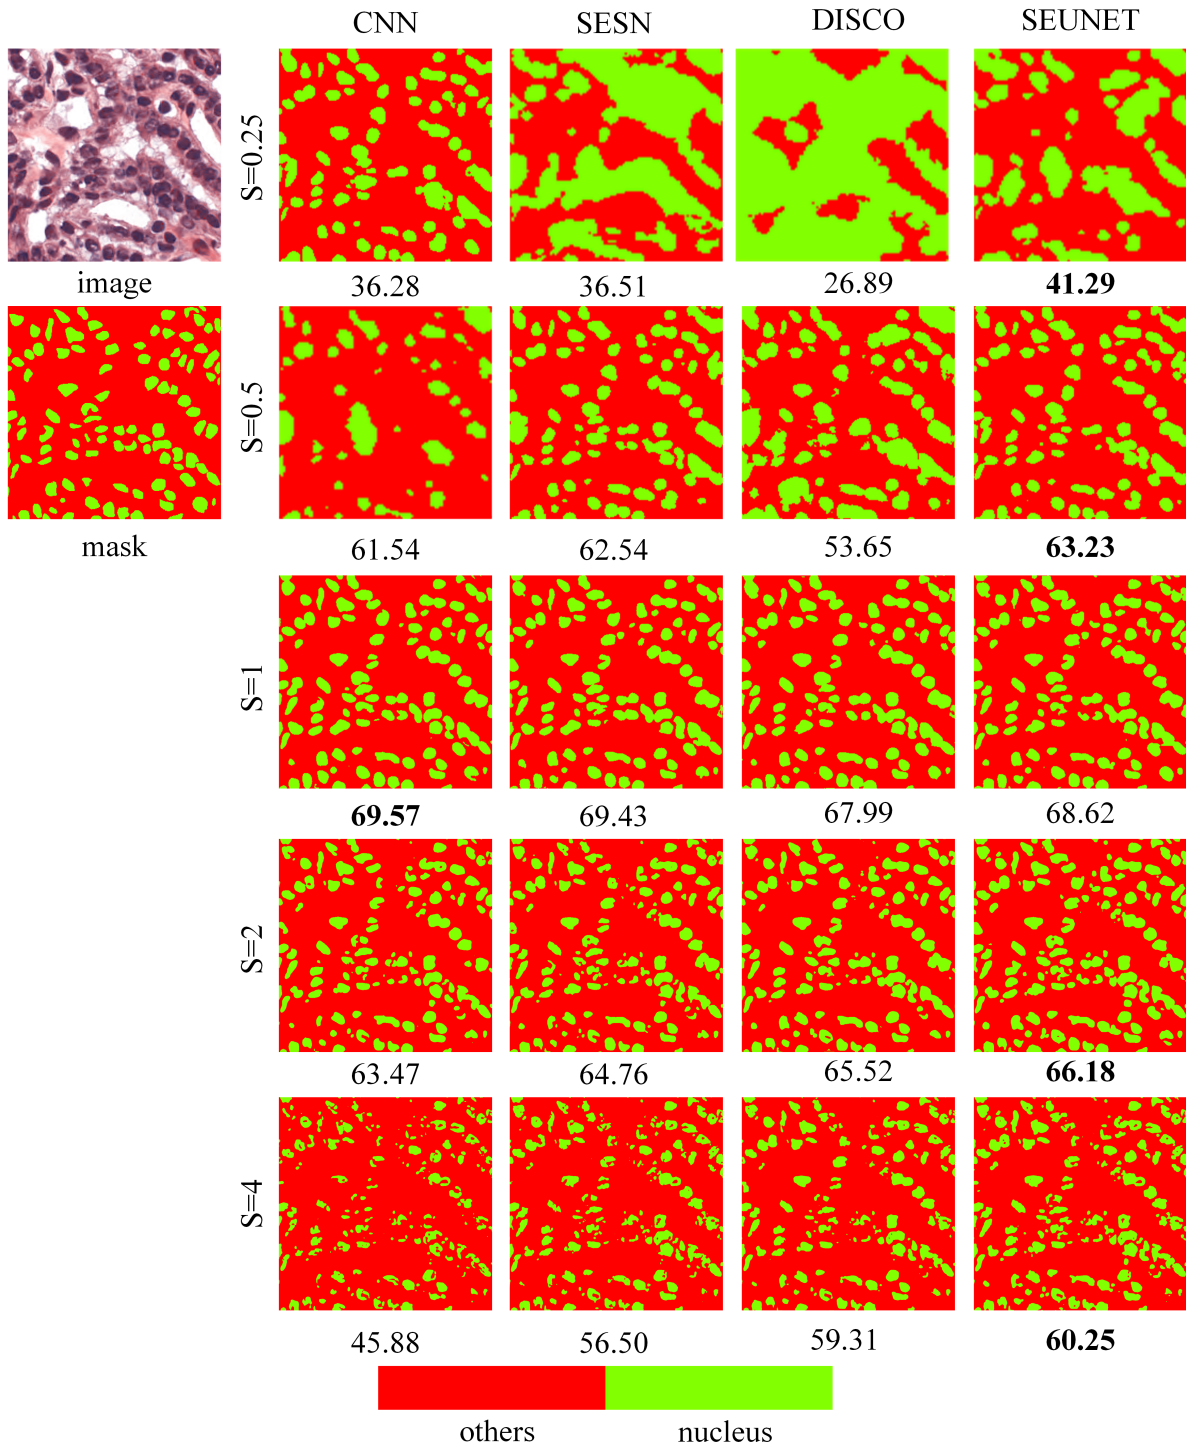 CNN SESN DISCO SEUNET
S=0.25
image
36.28 36.51 26.89 41.29
S=0.5
mask
61.54 62.54 53.65 63.23
S=1
69.57 69.43 67.99 68.62
S=2
63.47 64.76 65.52 66.18
S=4
45.88 56.50 59.31 60.25
others nucleus